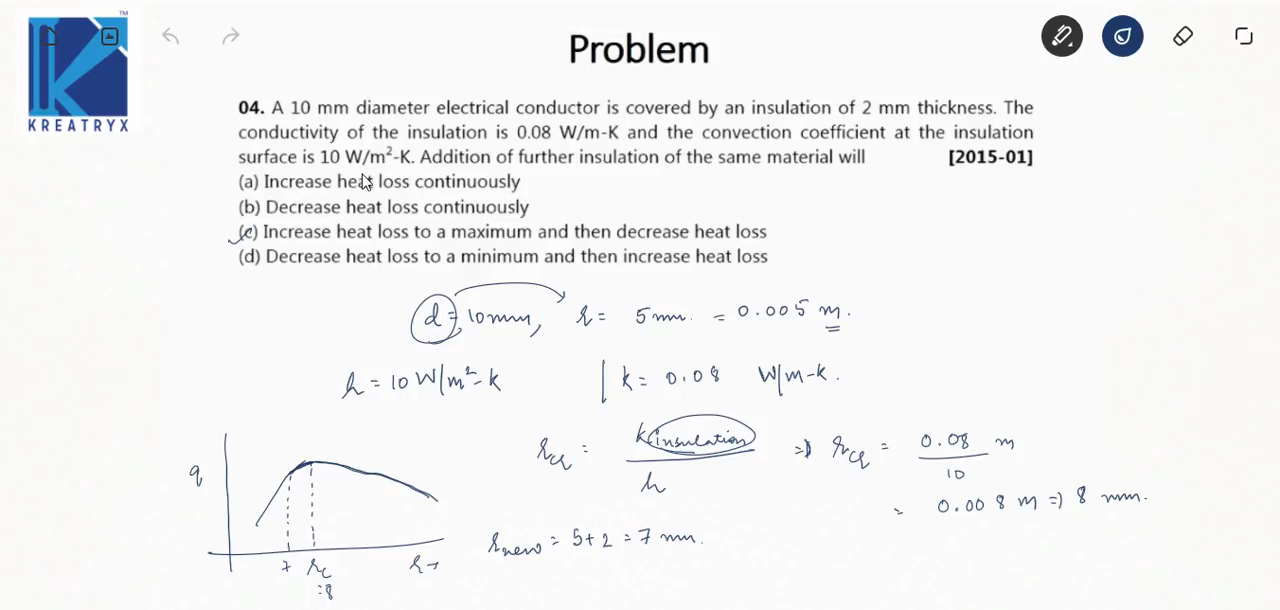 KREATRYX
TM
Problem
04. A 10 mm diameter electrical conductor is covered by an insulation of 2 mm thickness. The
conductivity of the insulation is 0.08 W/m-K and the convection coefficient at the insulation
surface is 10 W/m²-K. Addition of further insulation of the same material will [2015-01]
(a) Increase heat loss continuously
(b) Decrease heat loss continuously
(c) Increase heat loss to a maximum and then decrease heat loss
(d) Decrease heat loss to a minimum and then increase heat loss
d = 10mm, r = 5 mm. = 0.005 m.
h = 10 W/m²-k | k = 0.08 W/m-k.
r_cr = k insulation / h => r_cr = 0.08 / 10 m
= 0.008 m => 8 mm.
r_new = 5+2 = 7 mm.
q
7 r_c r→
=8